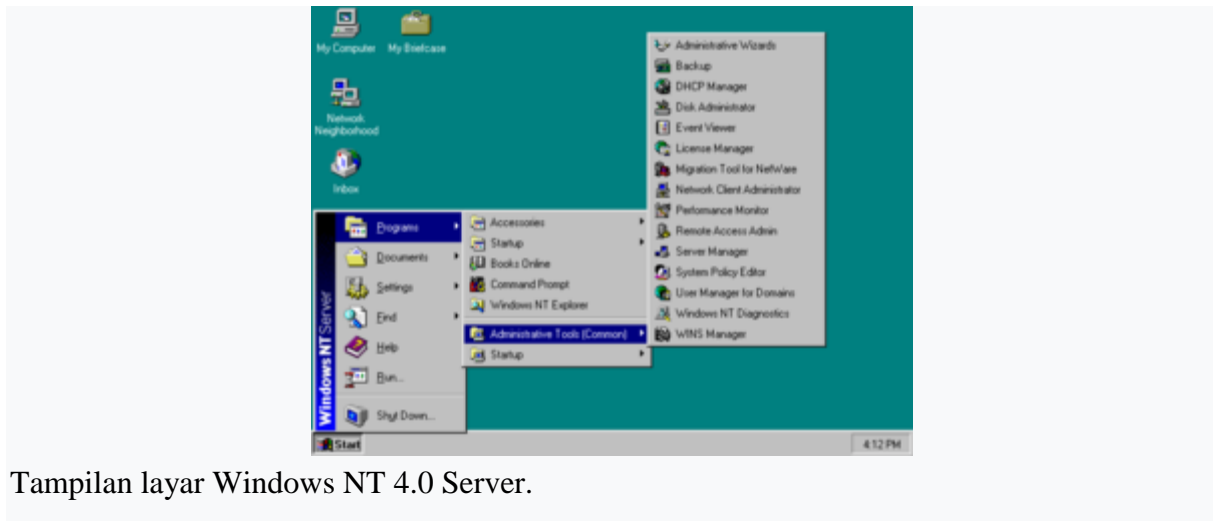 My Computer
My Briefcase
Network
Neighborhood
Inbox
Windows NT Server
Programs
Documents
Settings
Find
Help
Run...
Shut Down...
Accessories
Startup
Books Online
Command Prompt
Windows NT Explorer
Administrative Tools (Common)
Startup
Administrative Wizards
Backup
DHCP Manager
Disk Administrator
Event Viewer
License Manager
Migration Tool for NetWare
Network Client Administrator
Performance Monitor
Remote Access Admin
Server Manager
System Policy Editor
User Manager for Domains
Windows NT Diagnostics
WINS Manager
Start
4:12 PM
Tampilan layar Windows NT 4.0 Server.